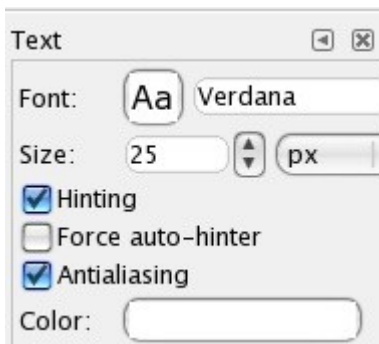 Text
Font: Aa Verdana
Size: 25 px
Hinting
Force auto-hinter
Antialiasing
Color: